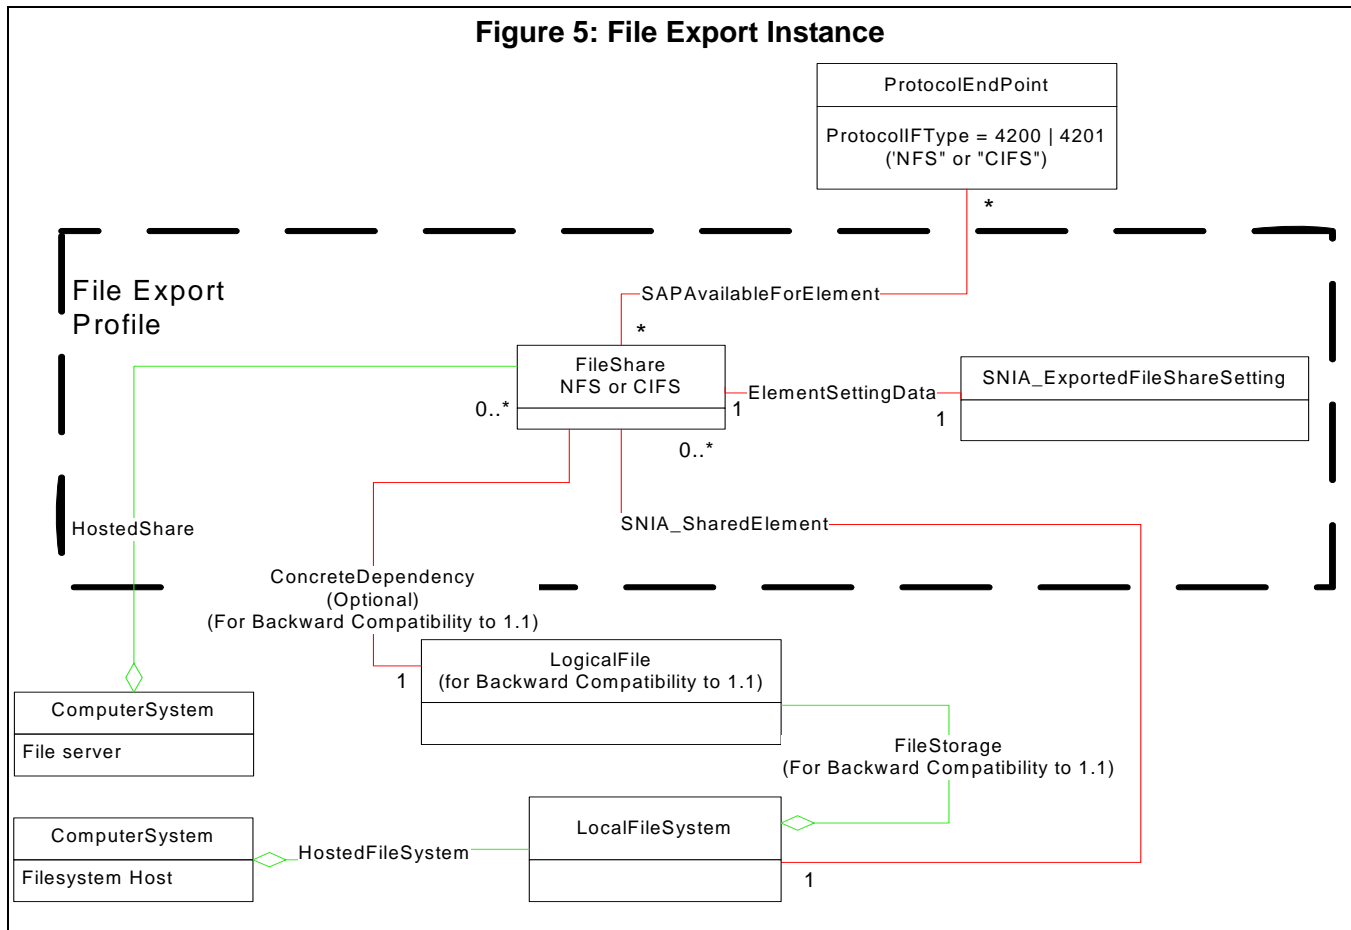 Figure 5: File Export Instance
ProtocolEndPoint
ProtocolIFType = 4200 | 4201
('NFS" or "CIFS")
*
File Export
Profile
SAPAvailableForElement
*
FileShare
NFS or CIFS
0..*
1
ElementSettingData
1
SNIA_ExportedFileShareSetting
0..*
HostedShare
SNIA_SharedElement
ConcreteDependency
(Optional)
(For Backward Compatibility to 1.1)
1
LogicalFile
(for Backward Compatibility to 1.1)
ComputerSystem
File server
FileStorage
(For Backward Compatibility to 1.1)
ComputerSystem
Filesystem Host
HostedFileSystem
LocalFileSystem
1